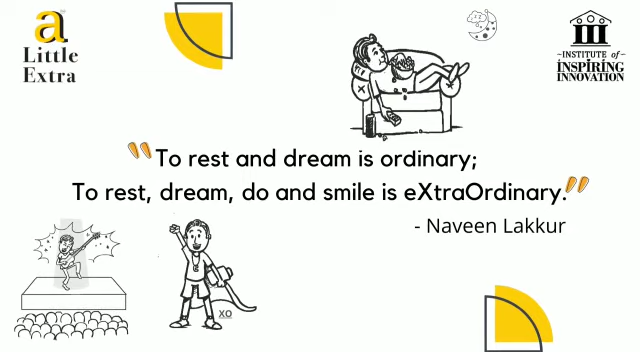 a
Little
Extra
INSTITUTE of
INSPIRING
INNOVATION
"To rest and dream is ordinary;
To rest, dream, do and smile is eXtraOrdinary."
- Naveen Lakkur
XO